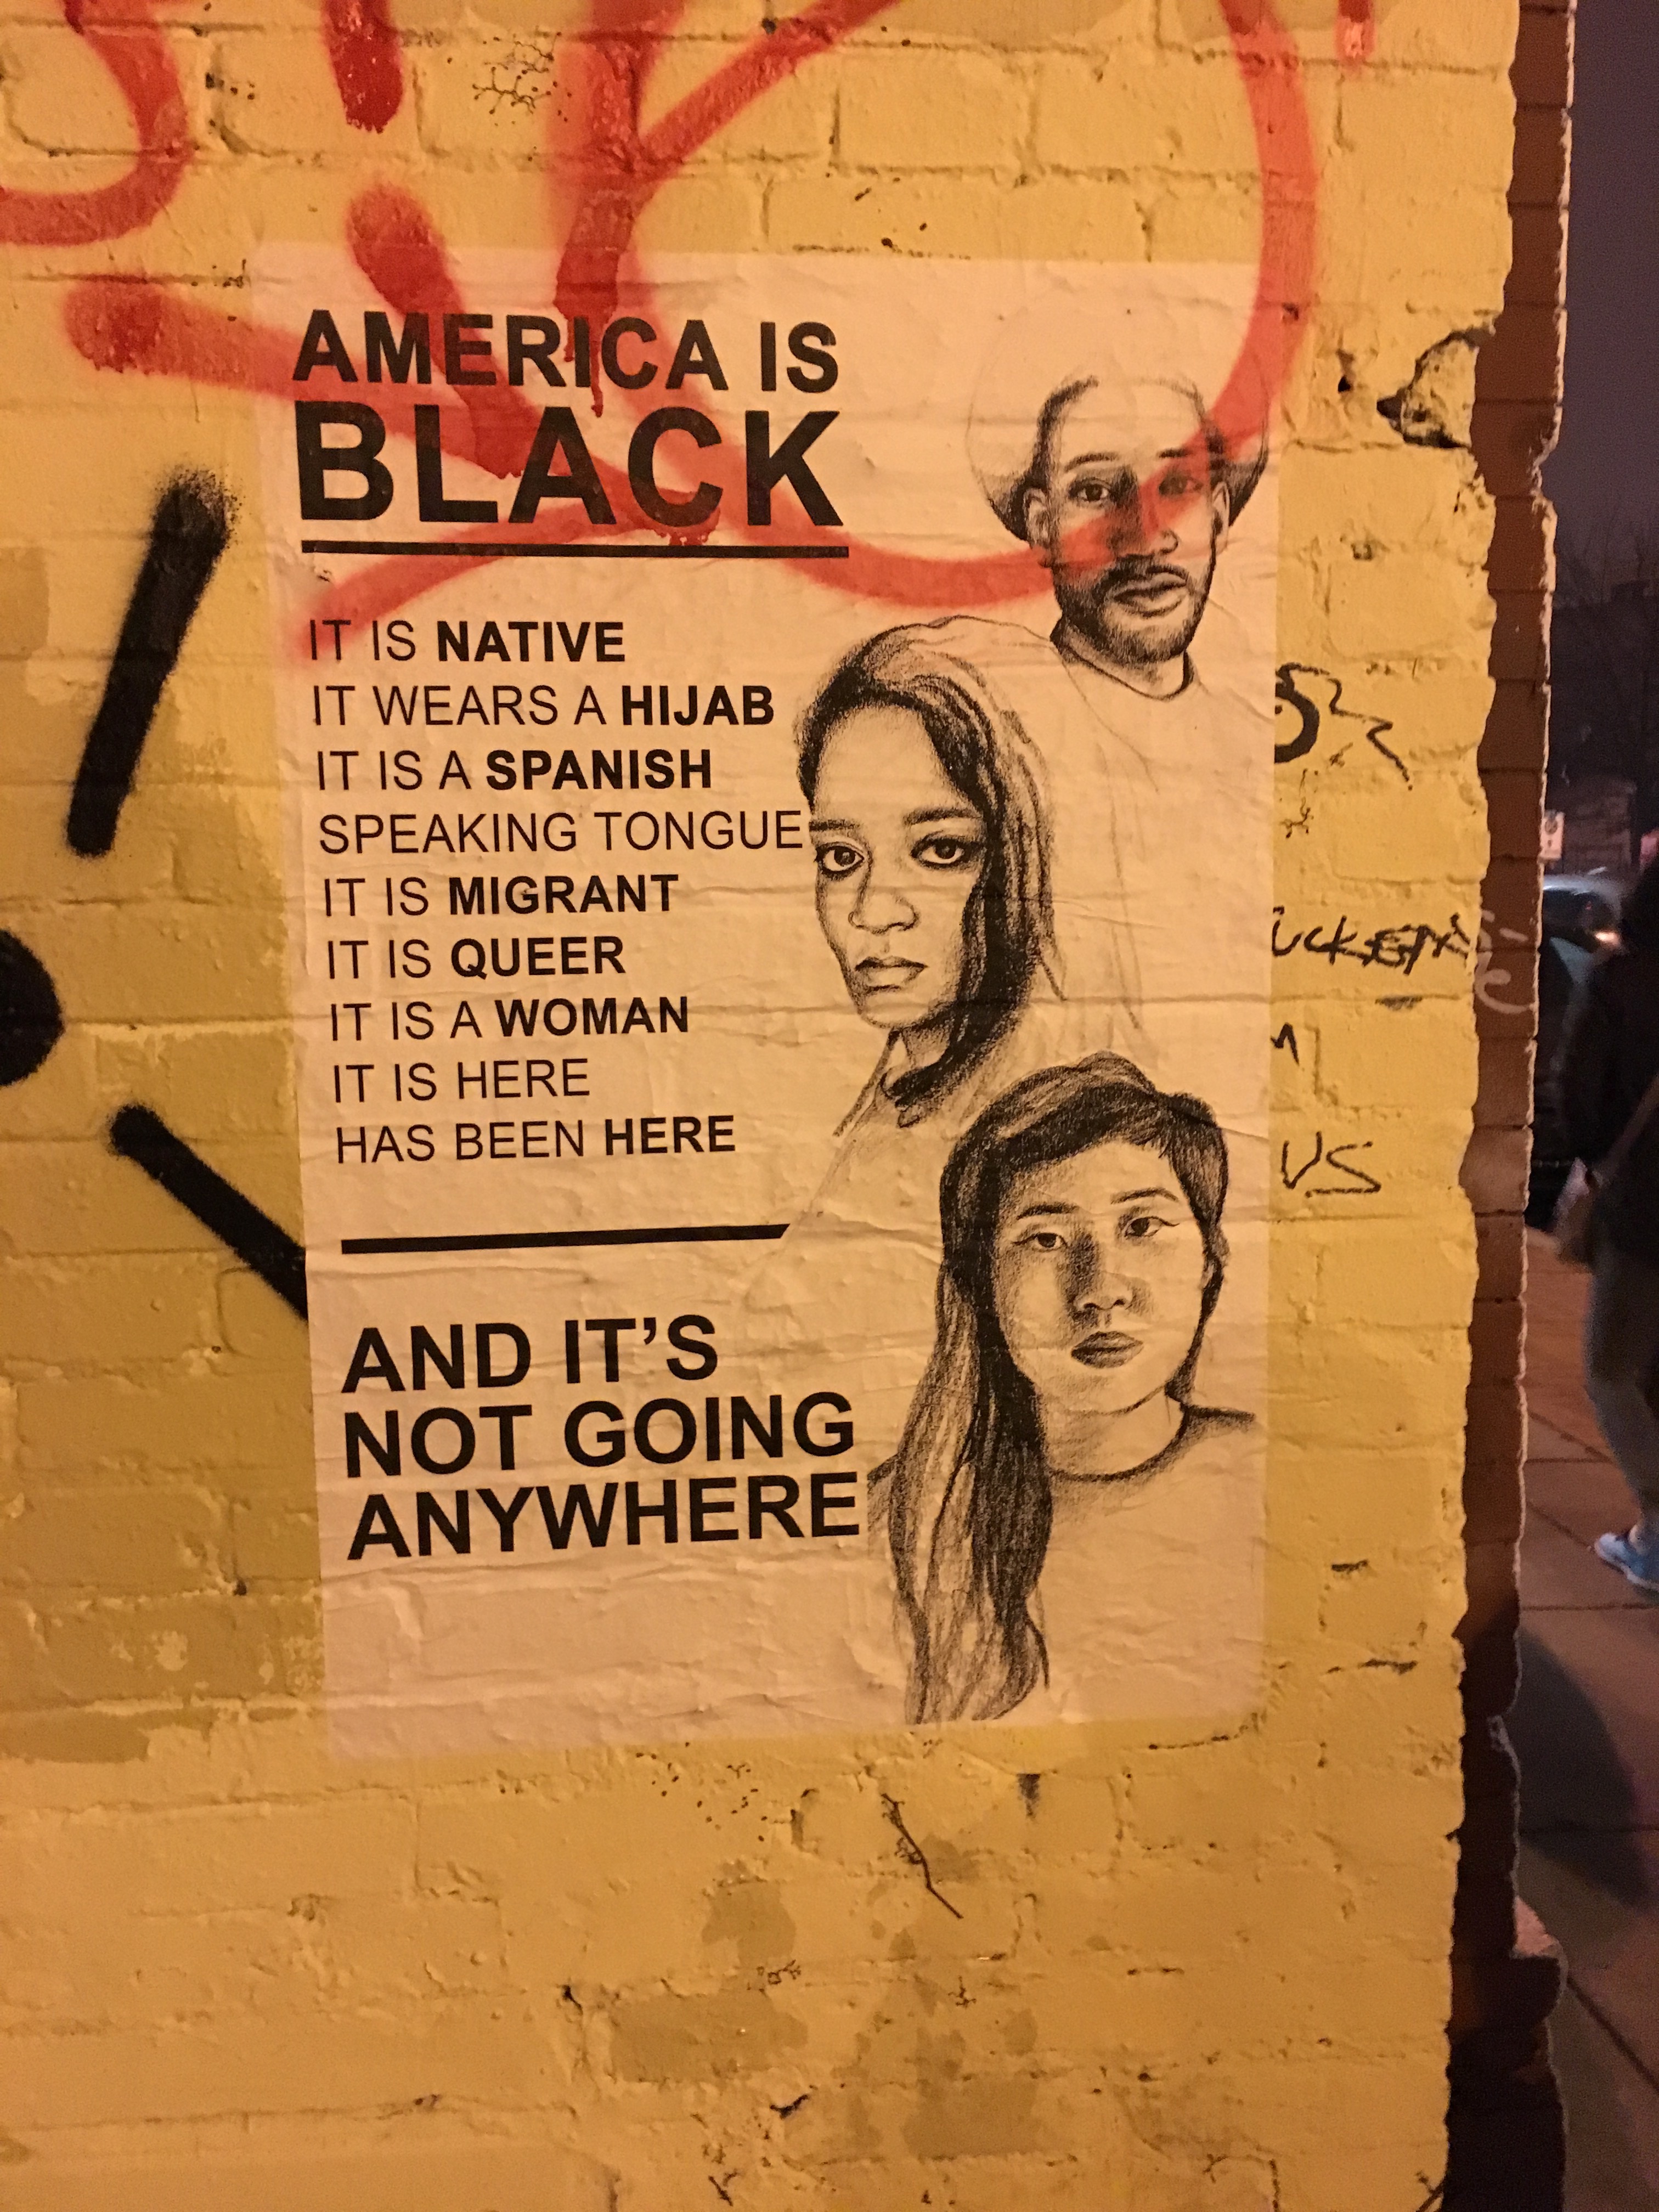 AMERICA IS
BLACK
IT IS NATIVE
IT WEARS A HIJAB
IT IS A SPANISH
SPEAKING TONGUE
IT IS MIGRANT
IT IS QUEER
IT IS A WOMAN
IT IS HERE
HAS BEEN HERE
AND IT'S
NOT GOING
ANYWHERE
US